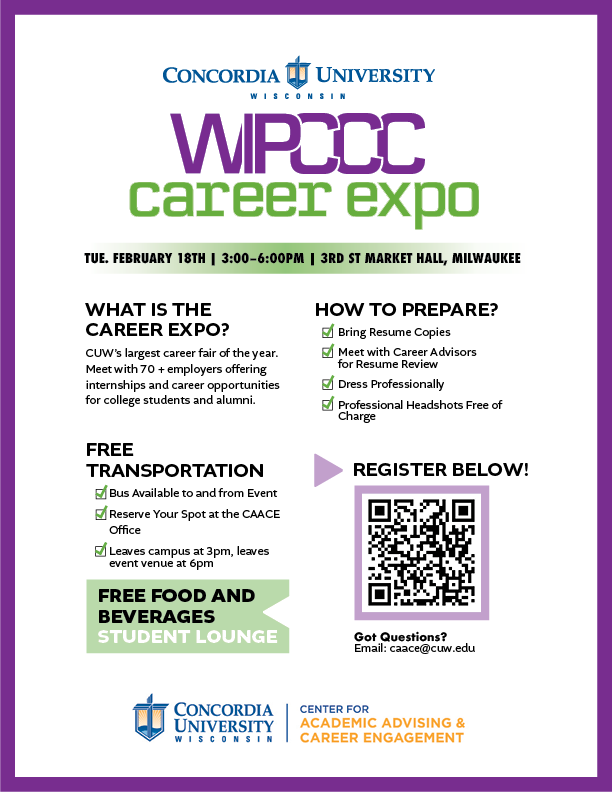 CONCORDIA UNIVERSITY
WISCONSIN
WIPCCC
career expo
TUE. FEBRUARY 18TH | 3:00–6:00PM | 3RD ST MARKET HALL, MILWAUKEE
WHAT IS THE
CAREER EXPO?
CUW's largest career fair of the year.
Meet with 70 + employers offering
internships and career opportunities
for college students and alumni.
HOW TO PREPARE?
Bring Resume Copies
Meet with Career Advisors
for Resume Review
Dress Professionally
Professional Headshots Free of
Charge
FREE
TRANSPORTATION
Bus Available to and from Event
Reserve Your Spot at the CAACE
Office
Leaves campus at 3pm, leaves
event venue at 6pm
FREE FOOD AND
BEVERAGES
STUDENT LOUNGE
REGISTER BELOW!
Got Questions?
Email: caace@cuw.edu
CONCORDIA
UNIVERSITY
WISCONSIN
CENTER FOR
ACADEMIC ADVISING &
CAREER ENGAGEMENT